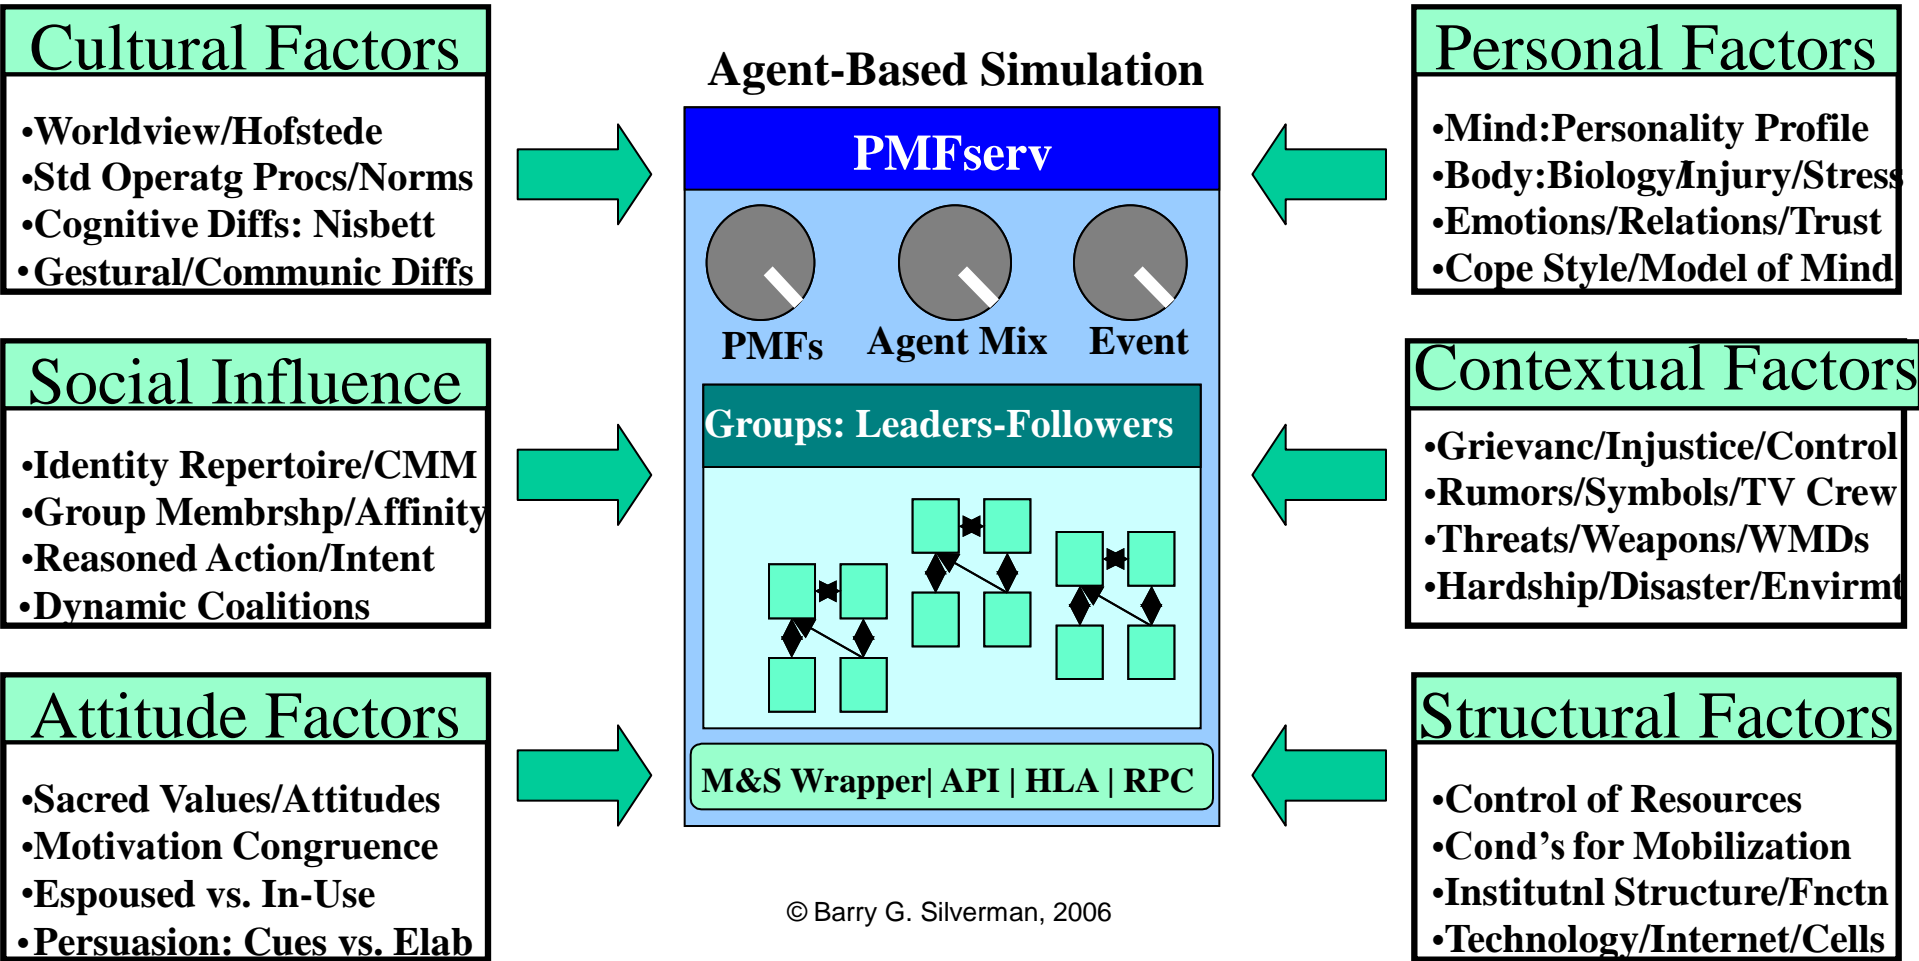 Cultural Factors
•Worldview/Hofstede
•Std Operatg Procs/Norms
•Cognitive Diffs: Nisbett
•Gestural/Communic Diffs
Social Influence
•Identity Repertoire/CMM
•Group Membrshp/Affinity
•Reasoned Action/Intent
•Dynamic Coalitions
Attitude Factors
•Sacred Values/Attitudes
•Motivation Congruence
•Espoused vs. In-Use
•Persuasion: Cues vs. Elab
Agent-Based Simulation
PMFserv
PMFs
Agent Mix
Event
Groups: Leaders-Followers
M&S Wrapper| API | HLA | RPC
© Barry G. Silverman, 2006
Personal Factors
•Mind:Personality Profile
•Body:Biology/Injury/Stress
•Emotions/Relations/Trust
•Cope Style/Model of Mind
Contextual Factors
•Grievanc/Injustice/Control
•Rumors/Symbols/TV Crew
•Threats/Weapons/WMDs
•Hardship/Disaster/Envirmt
Structural Factors
•Control of Resources
•Cond's for Mobilization
•Institutnl Structure/Fnctn
•Technology/Internet/Cells